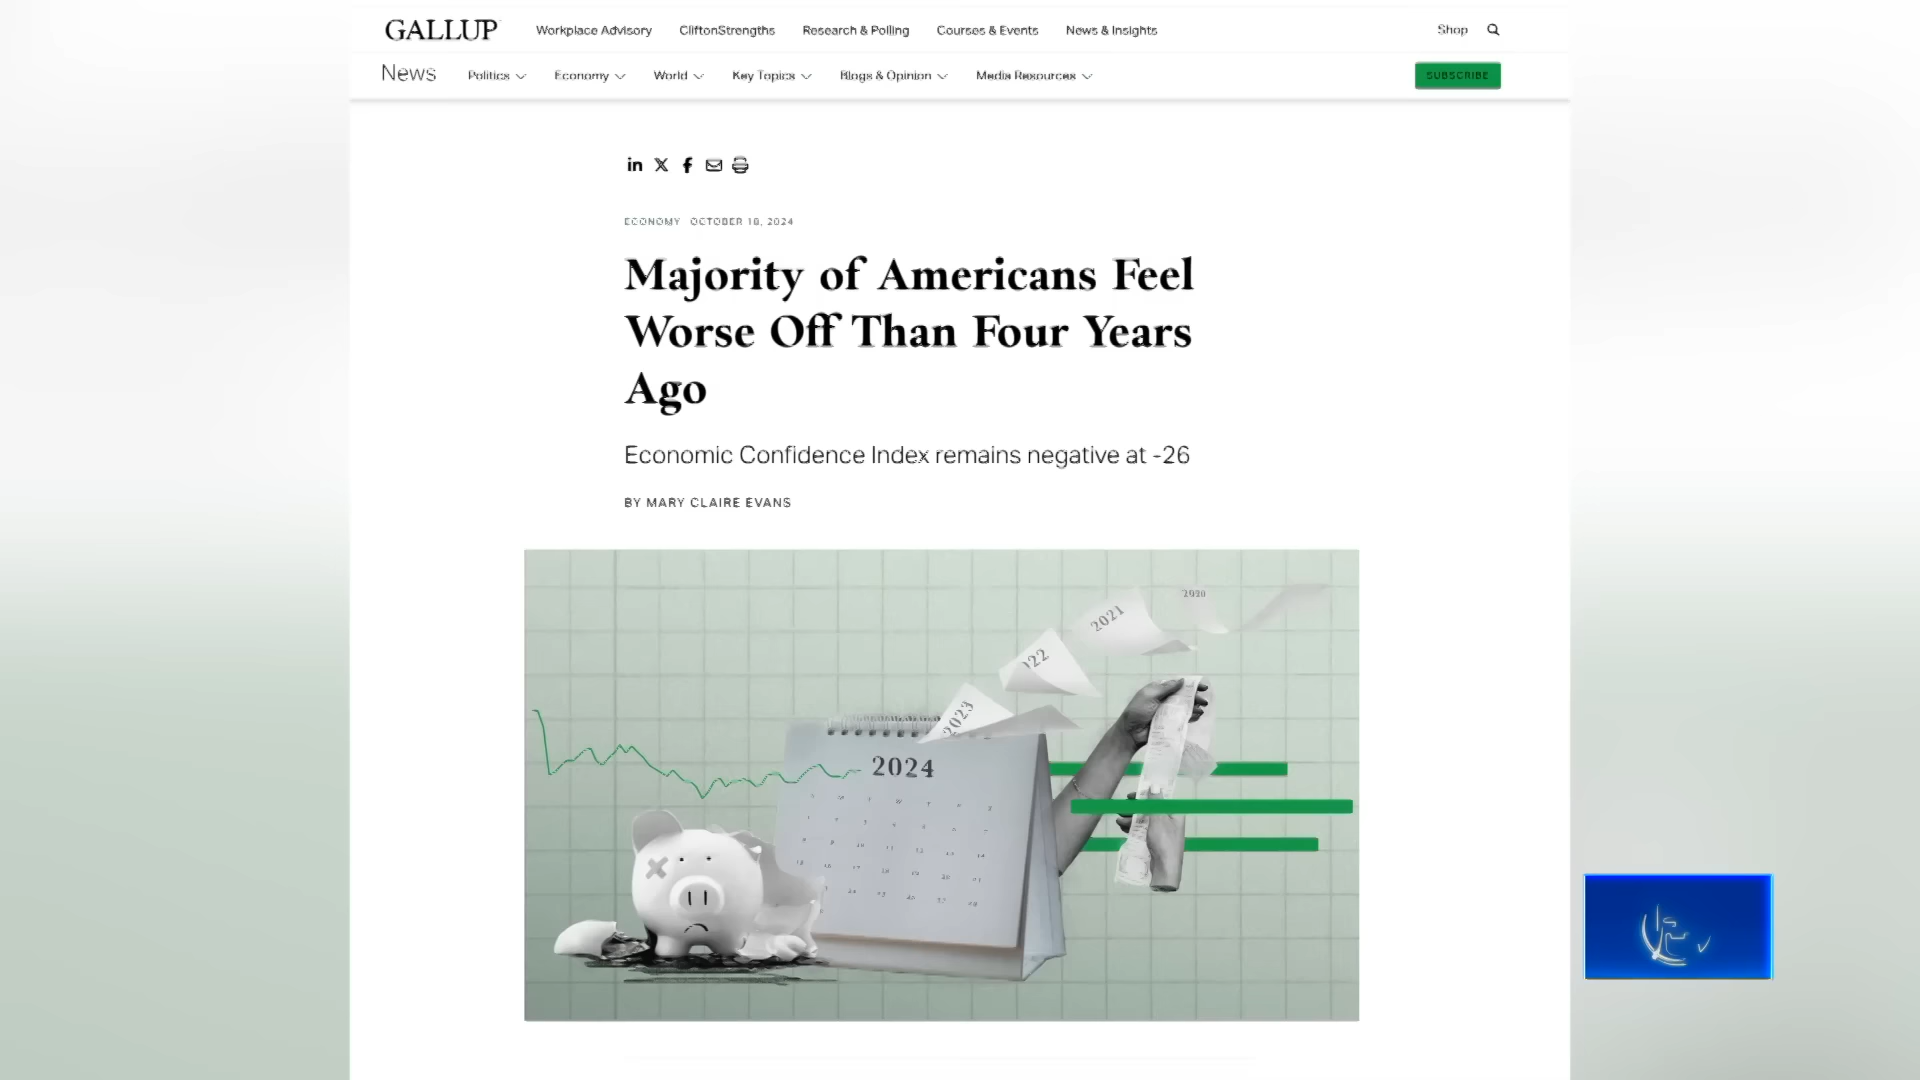 GALLUP Workplace Advisory CliftonStrengths Research & Polling Courses & Events News & Insights Shop
News Politics Economy World Key Topics Blogs & Opinion Media Resources SUBSCRIBE
ECONOMY OCTOBER 18, 2024
Majority of Americans Feel
Worse Off Than Four Years
Ago
Economic Confidence Index remains negative at -26
BY MARY CLAIRE EVANS
2020
2021
22
2023
2024